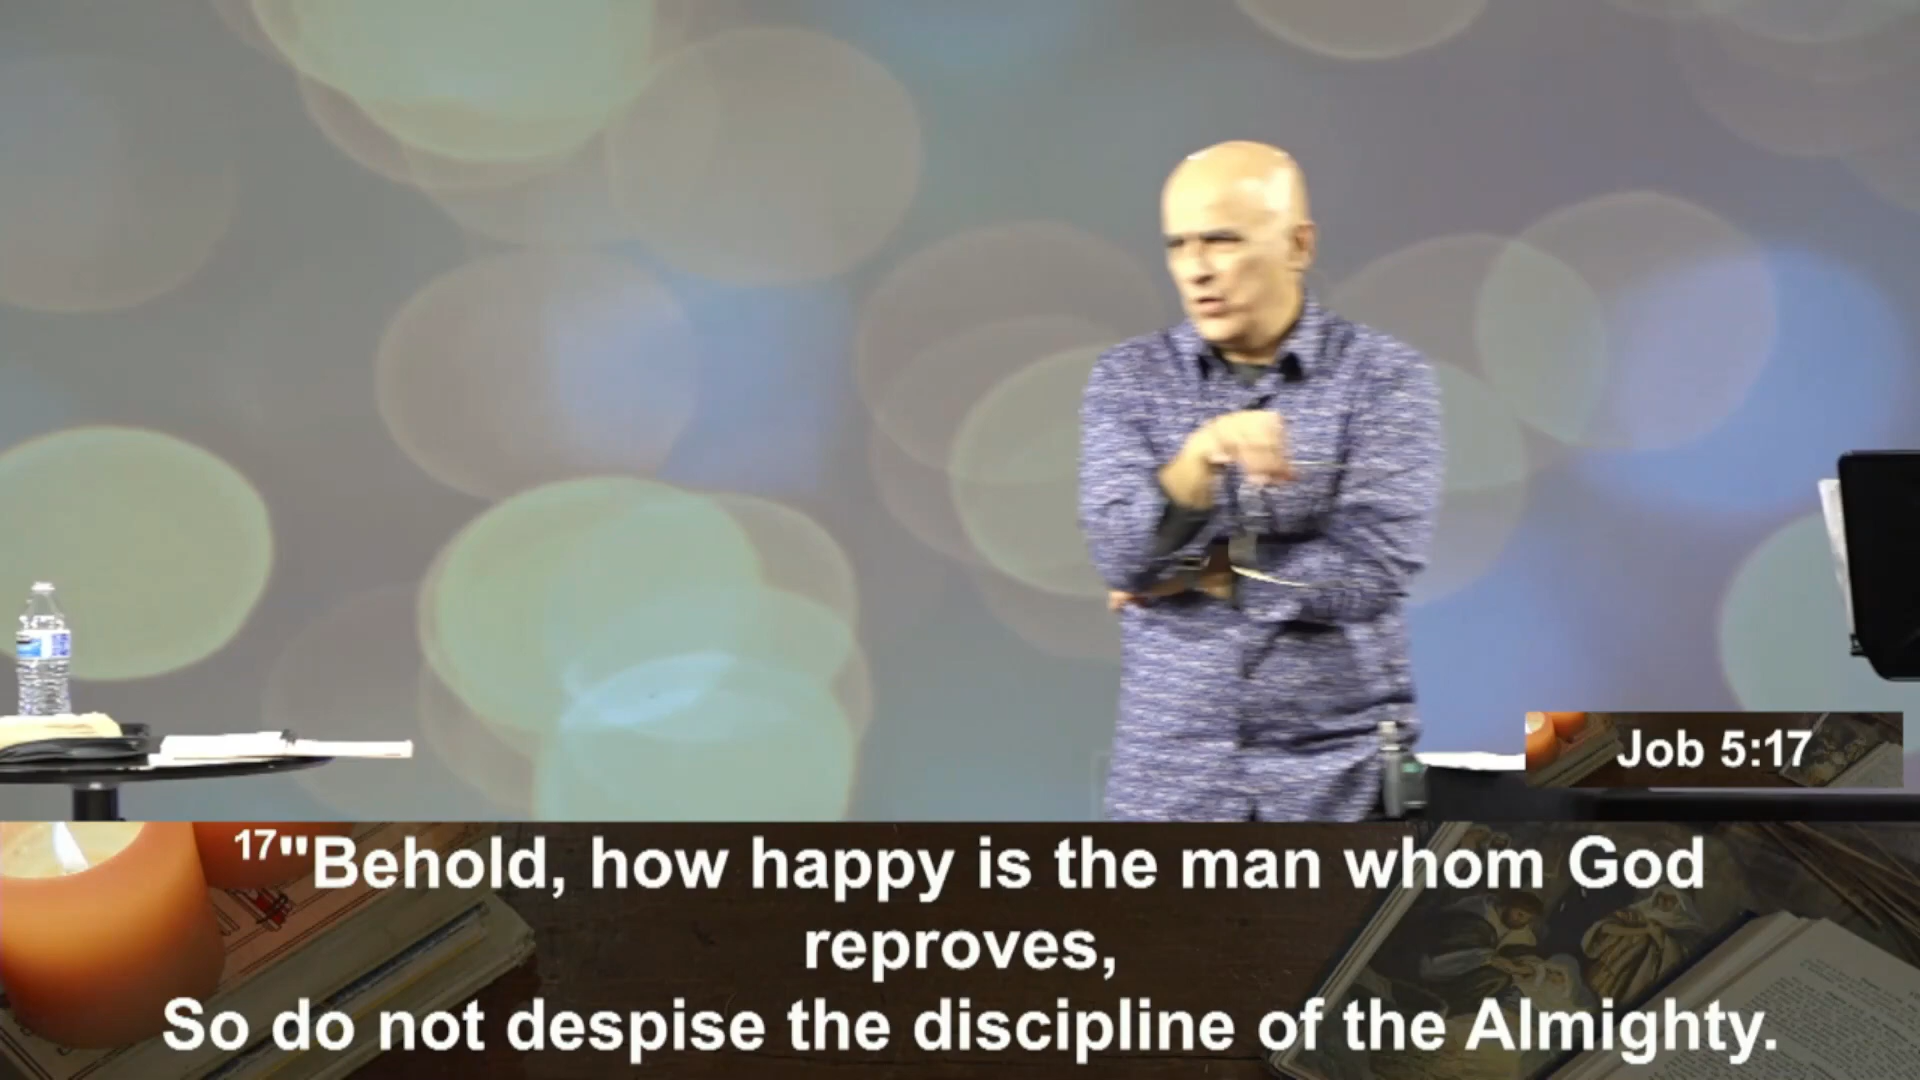 Job 5:17
17"Behold, how happy is the man whom God
reproves,
So do not despise the discipline of the Almighty.